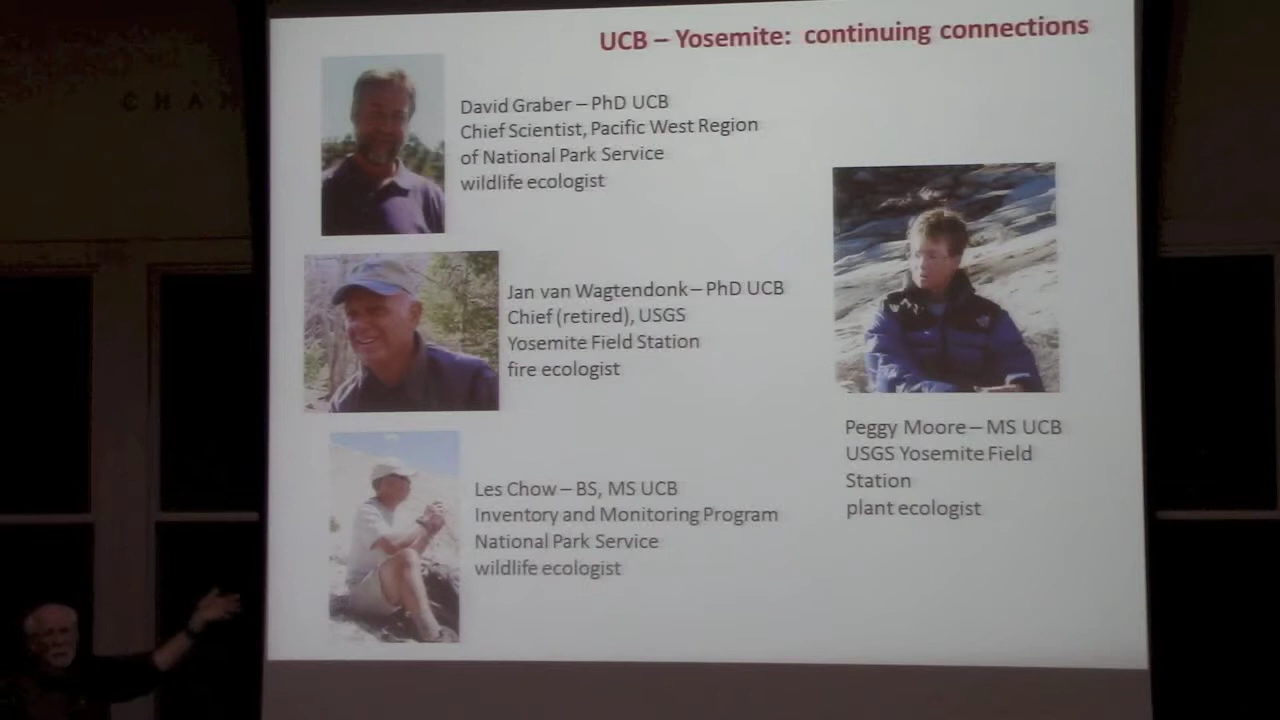 UCB – Yosemite: continuing connections
CHAN
David Graber – PhD UCB
Chief Scientist, Pacific West Region
of National Park Service
wildlife ecologist
Jan van Wagtendonk – PhD UCB
Chief (retired), USGS
Yosemite Field Station
fire ecologist
Les Chow – BS, MS UCB
Inventory and Monitoring Program
National Park Service
wildlife ecologist
Peggy Moore – MS UCB
USGS Yosemite Field
Station
plant ecologist